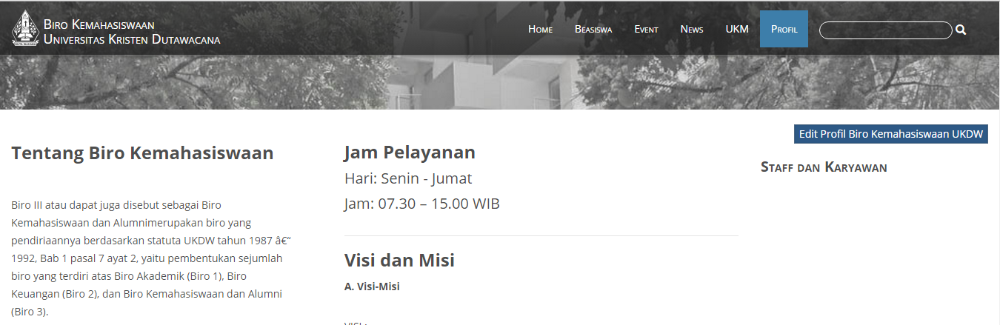 Biro Kemahasiswaan
Universitas Kristen Dutawacana
DUTA WACANA
Home
Beasiswa
Event
News
UKM
Profil
Edit Profil Biro Kemahasiswaan UKDW
Tentang Biro Kemahasiswaan
Biro III atau dapat juga disebut sebagai Biro
Kemahasiswaan dan Alumnimerupakan biro yang
pendiriaannya berdasarkan statuta UKDW tahun 1987 â€“
1992, Bab 1 pasal 7 ayat 2, yaitu pembentukan sejumlah
biro yang terdiri atas Biro Akademik (Biro 1), Biro
Keuangan (Biro 2), dan Biro Kemahasiswaan dan Alumni
(Biro 3).
Jam Pelayanan
Hari: Senin - Jumat
Jam: 07.30 – 15.00 WIB
Visi dan Misi
A. Visi-Misi
VISI :
Staff dan Karyawan